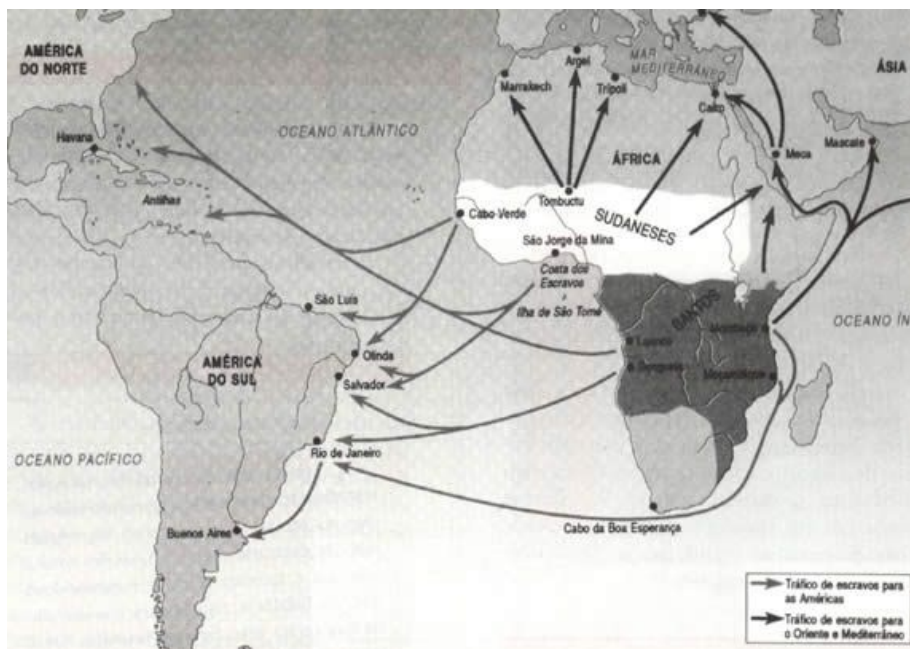 AMÉRICA
DO NORTE
Havana
Antilhas
OCEANO ATLÂNTICO
Marrakech
Argel
Trípoli
MAR
MEDITERRÂNEO
Cairo
ÁSIA
Meca
Mascate
ÁFRICA
Tombuctu
SUDANESES
Cabo Verde
São Jorge da Mina
Costa dos
Escravos
Ilha de São Tomé
BANTOS
Luanda
Benguela
Mombaça
Moçambique
OCEANO ÍN
São Luís
Olinda
Salvador
AMÉRICA
DO SUL
Rio de Janeiro
OCEANO PACÍFICO
Buenos Aires
Cabo da Boa Esperança
Tráfico de escravos para
as Américas
Tráfico de escravos para
o Oriente e Mediterrâneo